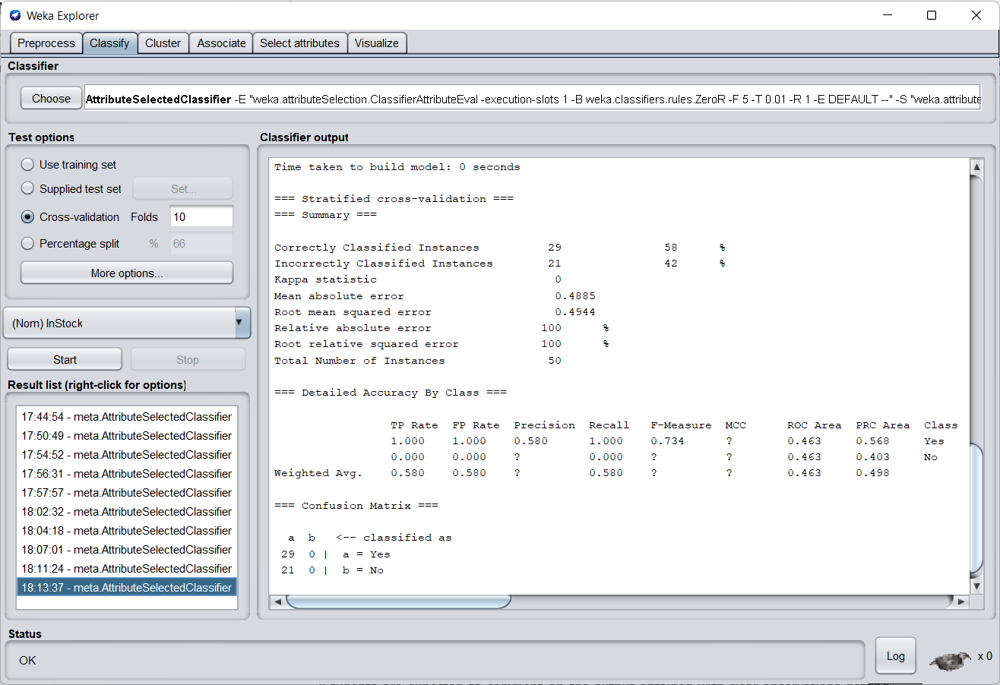 Weka Explorer
Preprocess Classify Cluster Associate Select attributes Visualize
Classifier
Choose AttributeSelectedClassifier -E "weka.attributeSelection.ClassifierAttributeEval -execution-slots 1 -B weka.classifiers.rules.ZeroR -F 5 -T 0.01 -R 1 -E DEFAULT --" -S "weka.attribute
Test options
Use training set
Supplied test set Set...
Cross-validation Folds 10
Percentage split % 66
More options...
(Nom) InStock
Start Stop
Result list (right-click for options)
17:44:54 - meta.AttributeSelectedClassifier
17:50:49 - meta.AttributeSelectedClassifier
17:54:52 - meta.AttributeSelectedClassifier
17:56:31 - meta.AttributeSelectedClassifier
17:57:57 - meta.AttributeSelectedClassifier
18:02:32 - meta.AttributeSelectedClassifier
18:04:18 - meta.AttributeSelectedClassifier
18:07:01 - meta.AttributeSelectedClassifier
18:11:24 - meta.AttributeSelectedClassifier
18:13:37 - meta.AttributeSelectedClassifier
Classifier output
Time taken to build model: 0 seconds
=== Stratified cross-validation ===
=== Summary ===
Correctly Classified Instances 29 58 %
Incorrectly Classified Instances 21 42 %
Kappa statistic 0
Mean absolute error 0.4885
Root mean squared error 0.4944
Relative absolute error 100 %
Root relative squared error 100 %
Total Number of Instances 50
=== Detailed Accuracy By Class ===
TP Rate FP Rate Precision Recall F-Measure MCC ROC Area PRC Area Class
1.000 1.000 0.580 1.000 0.734 ? 0.463 0.568 Yes
0.000 0.000 ? 0.000 ? ? 0.463 0.403 No
Weighted Avg. 0.580 0.580 ? 0.580 ? ? 0.463 0.498
=== Confusion Matrix ===
a b <-- classified as
29 0 | a = Yes
21 0 | b = No
Status
OK
Log
x 0